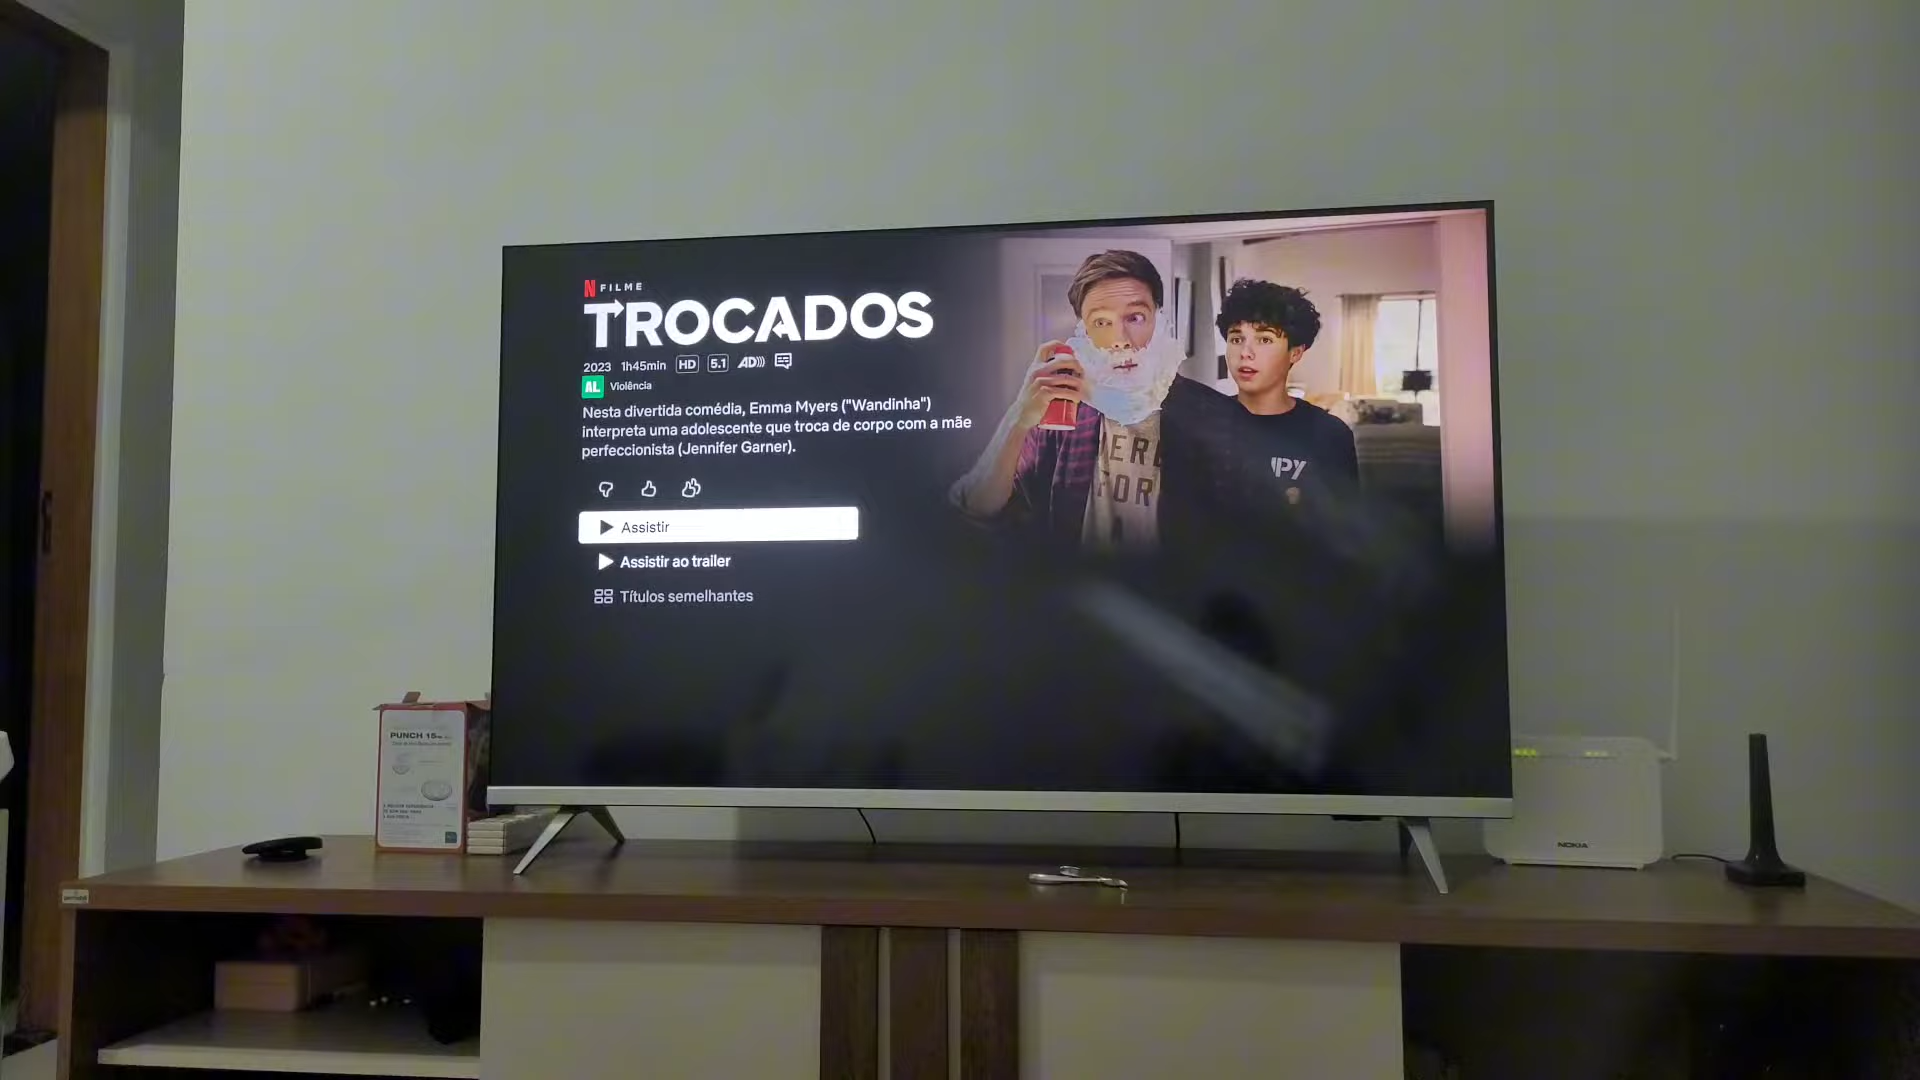 N FILME
TROCADOS
2023 1h45min HD 5.1 AD
AL Violência
Nesta divertida comédia, Emma Myers ("Wandinha")
interpreta uma adolescente que troca de corpo com a mãe
perfeccionista (Jennifer Garner).
Assistir
Assistir ao trailer
Títulos semelhantes
PY
PUNCH 15
NOKIA